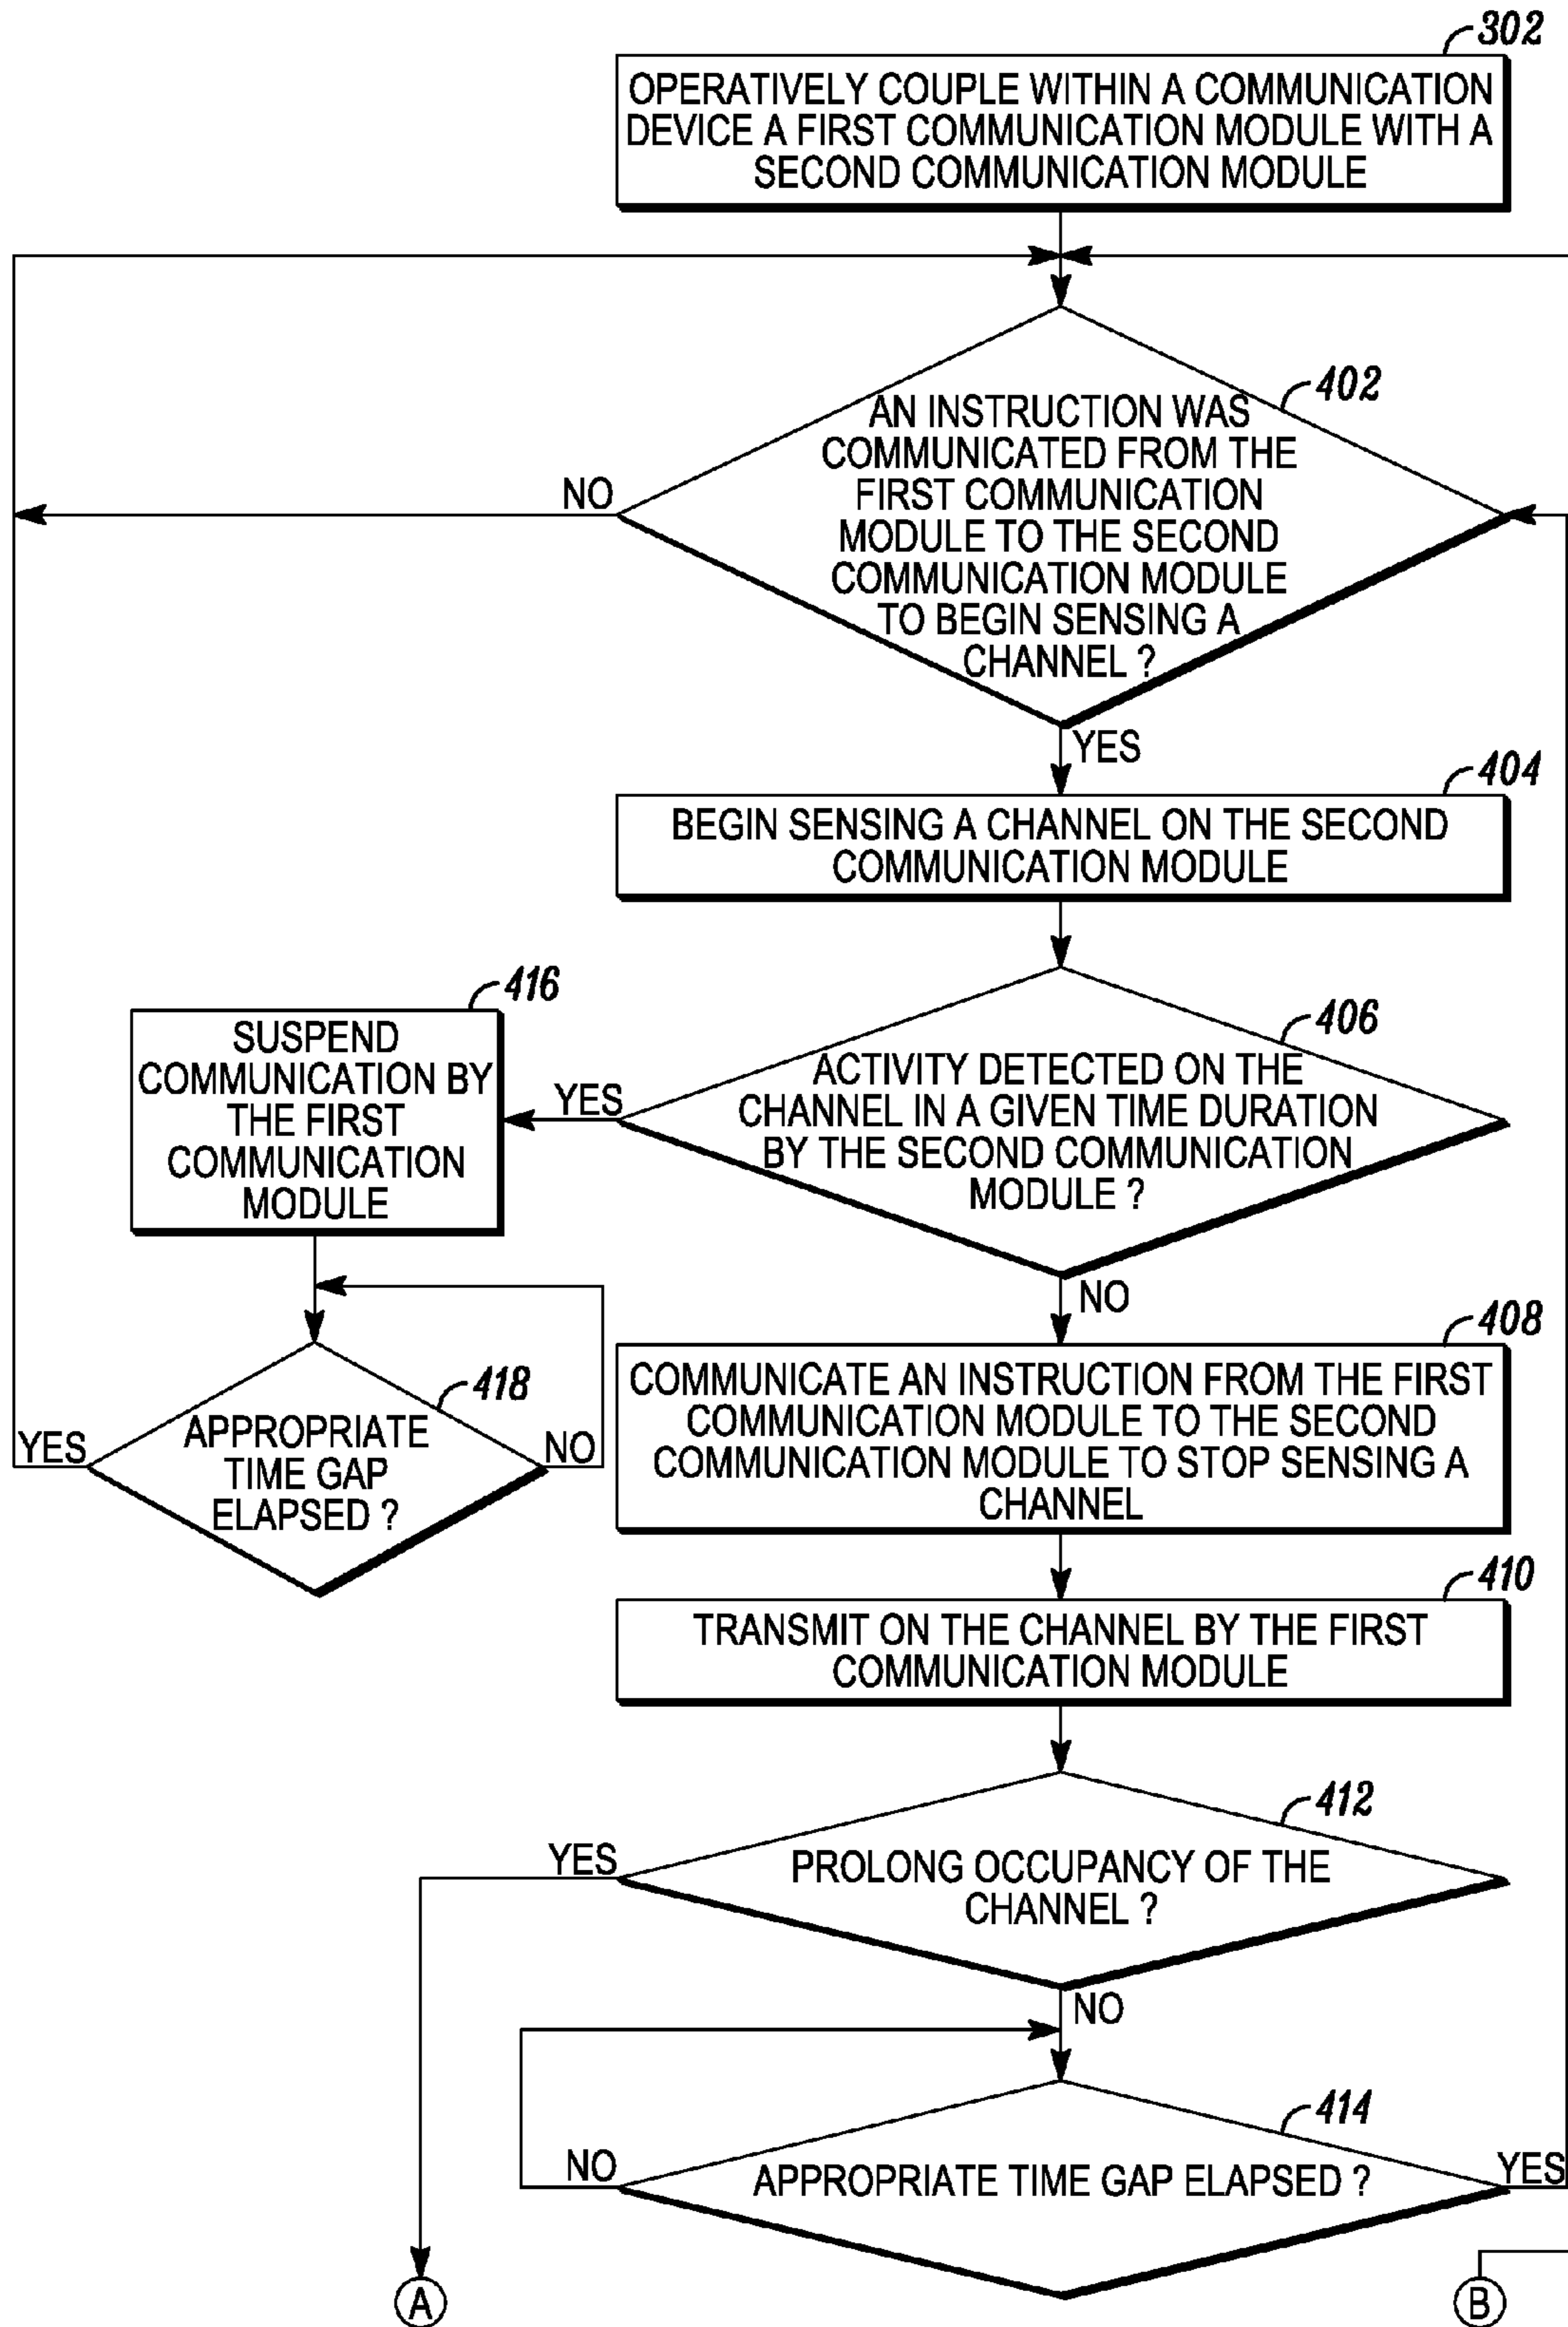 302
OPERATIVELY COUPLE WITHIN A COMMUNICATION
DEVICE A FIRST COMMUNICATION MODULE WITH A
SECOND COMMUNICATION MODULE
402
AN INSTRUCTION WAS
COMMUNICATED FROM THE
FIRST COMMUNICATION
MODULE TO THE SECOND
COMMUNICATION MODULE
TO BEGIN SENSING A
CHANNEL ?
NO
YES
404
BEGIN SENSING A CHANNEL ON THE SECOND
COMMUNICATION MODULE
406
ACTIVITY DETECTED ON THE
CHANNEL IN A GIVEN TIME DURATION
BY THE SECOND COMMUNICATION
MODULE ?
YES
NO
416
SUSPEND
COMMUNICATION BY
THE FIRST
COMMUNICATION
MODULE
418
APPROPRIATE
TIME GAP
ELAPSED ?
YES
NO
408
COMMUNICATE AN INSTRUCTION FROM THE FIRST
COMMUNICATION MODULE TO THE SECOND
COMMUNICATION MODULE TO STOP SENSING A
CHANNEL
410
TRANSMIT ON THE CHANNEL BY THE FIRST
COMMUNICATION MODULE
412
PROLONG OCCUPANCY OF THE
CHANNEL ?
YES
NO
414
APPROPRIATE TIME GAP ELAPSED ?
NO
YES
A
B